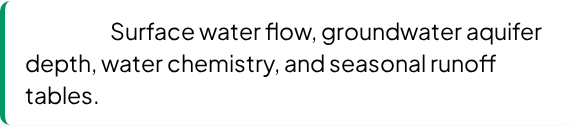 Surface water flow, groundwater aquifer
depth, water chemistry, and seasonal runoff
tables.